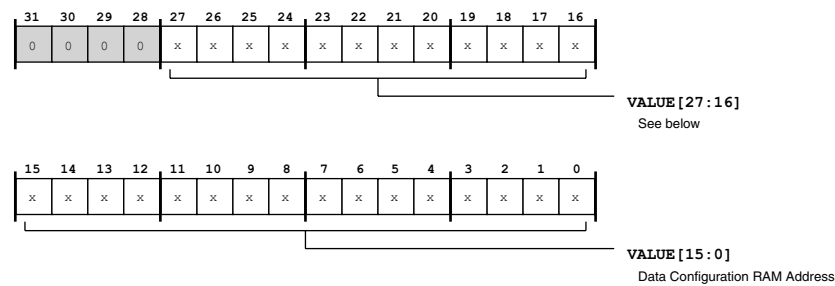 31 30 29 28 27 26 25 24 23 22 21 20 19 18 17 16
0 0 0 0 x x x x x x x x x x x x
VALUE[27:16]
See below
15 14 13 12 11 10 9 8 7 6 5 4 3 2 1 0
x x x x x x x x x x x x x x x x
VALUE[15:0]
Data Configuration RAM Address